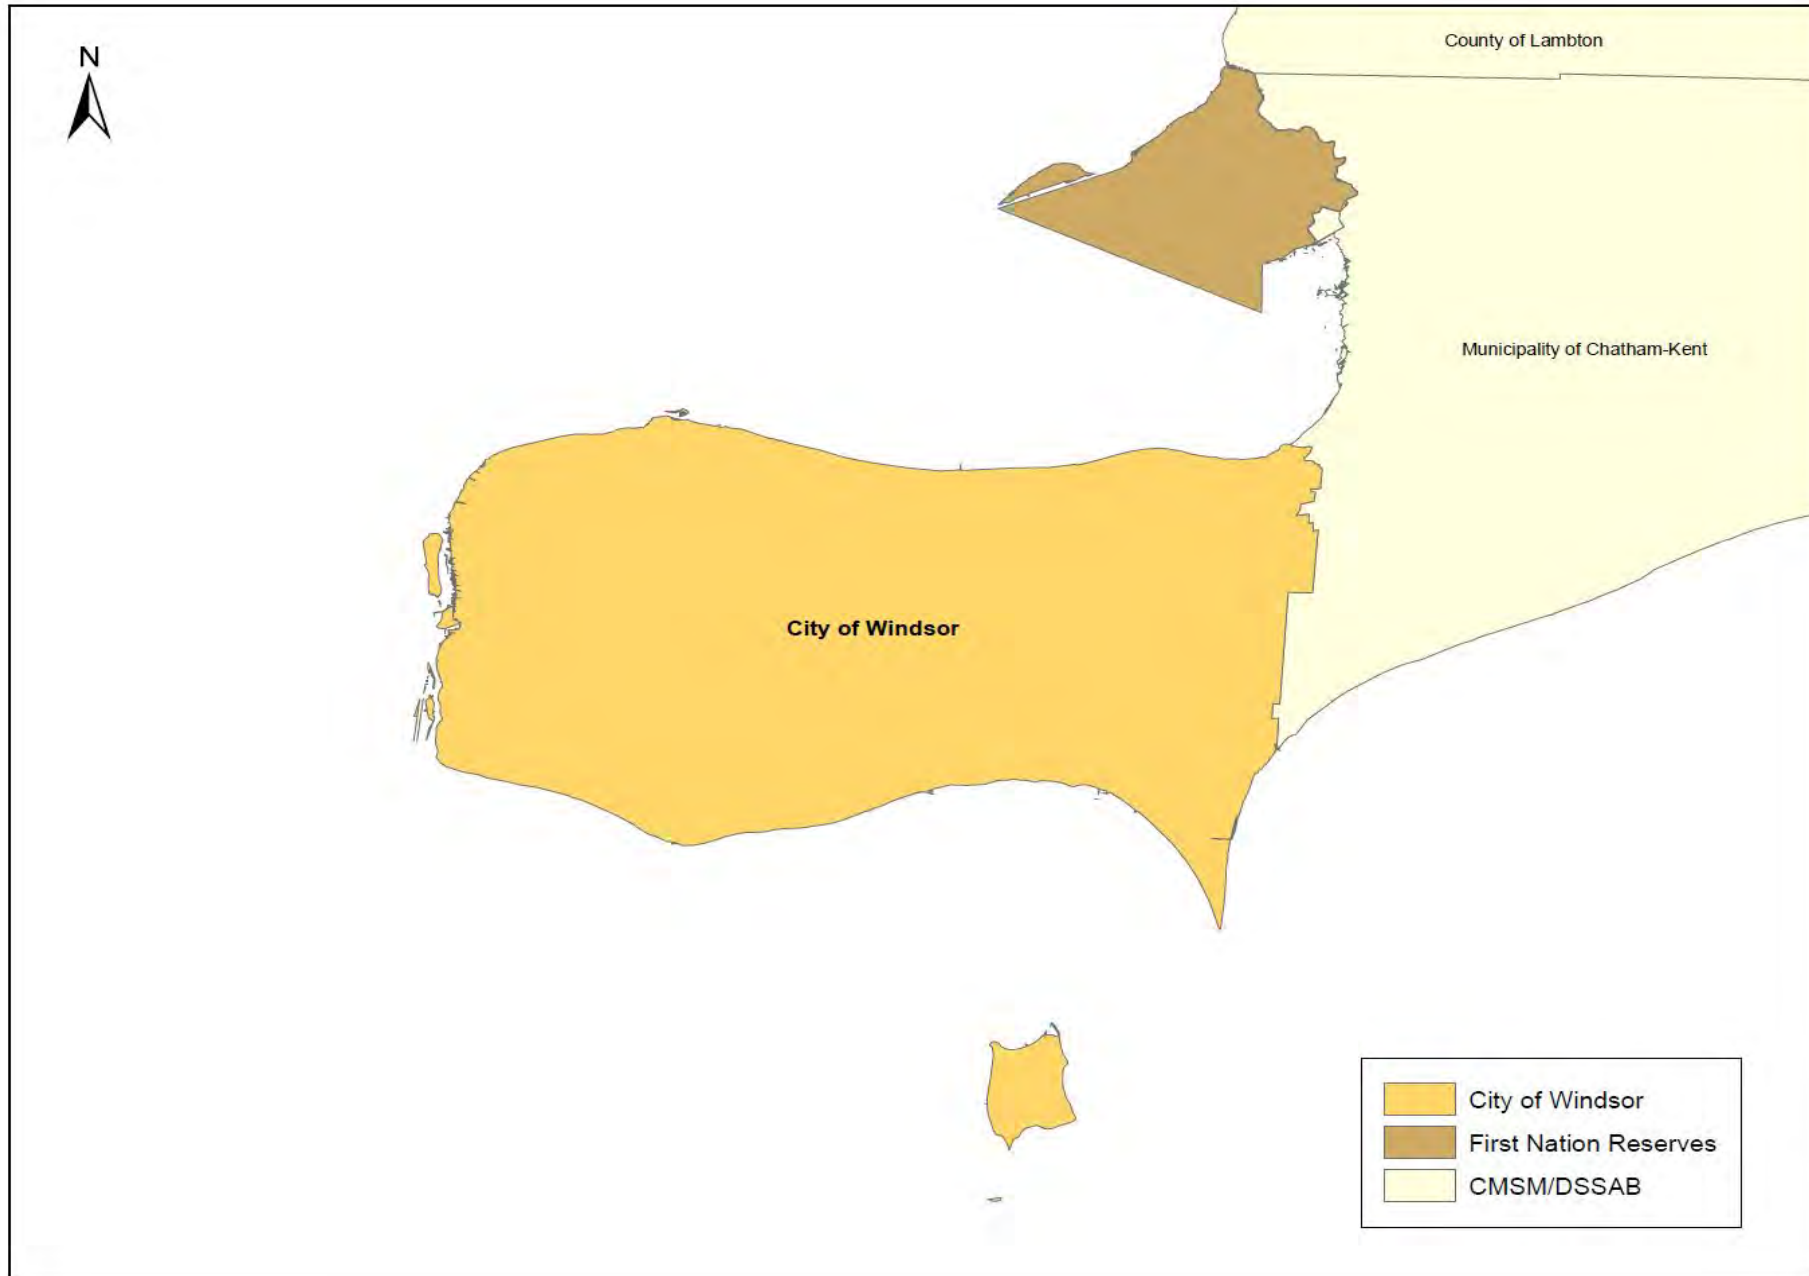 N
County of Lambton
Municipality of Chatham-Kent
City of Windsor
City of Windsor
First Nation Reserves
CMSM/DSSAB